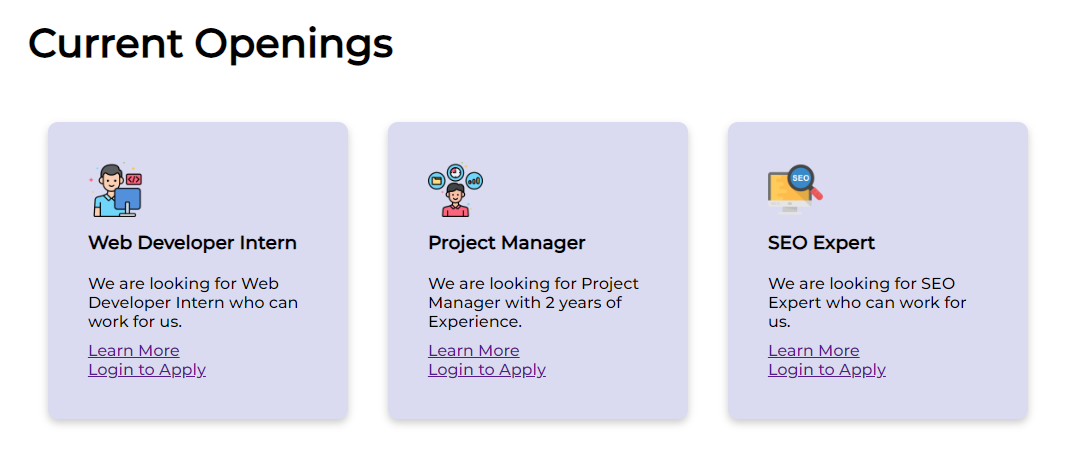 Current Openings
SEO
Web Developer Intern
We are looking for Web
Developer Intern who can
work for us.
Learn More
Login to Apply
Project Manager
We are looking for Project
Manager with 2 years of
Experience.
Learn More
Login to Apply
SEO Expert
We are looking for SEO
Expert who can work for
us.
Learn More
Login to Apply